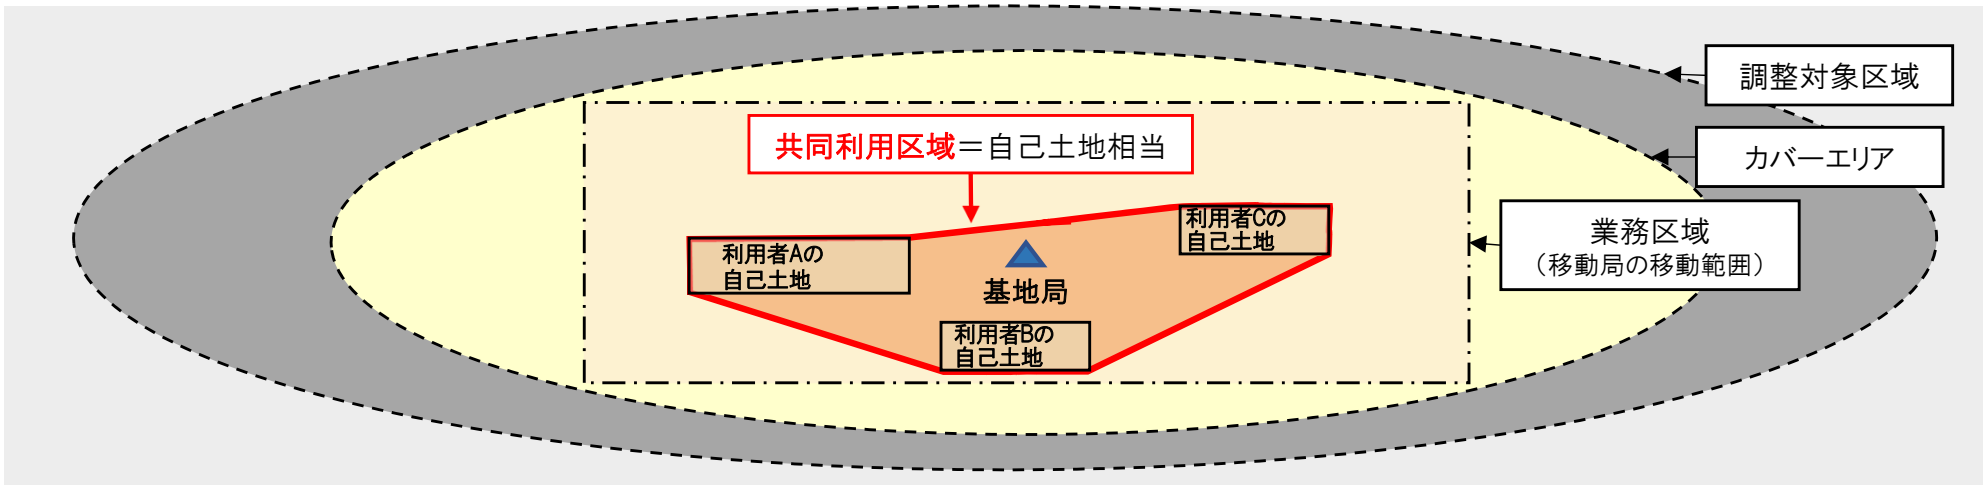 調整対象区域
共同利用区域＝自己土地相当
カバーエリア
業務区域
（移動局の移動範囲）
利用者Cの
自己土地
利用者Aの
自己土地
基地局
利用者Bの
自己土地